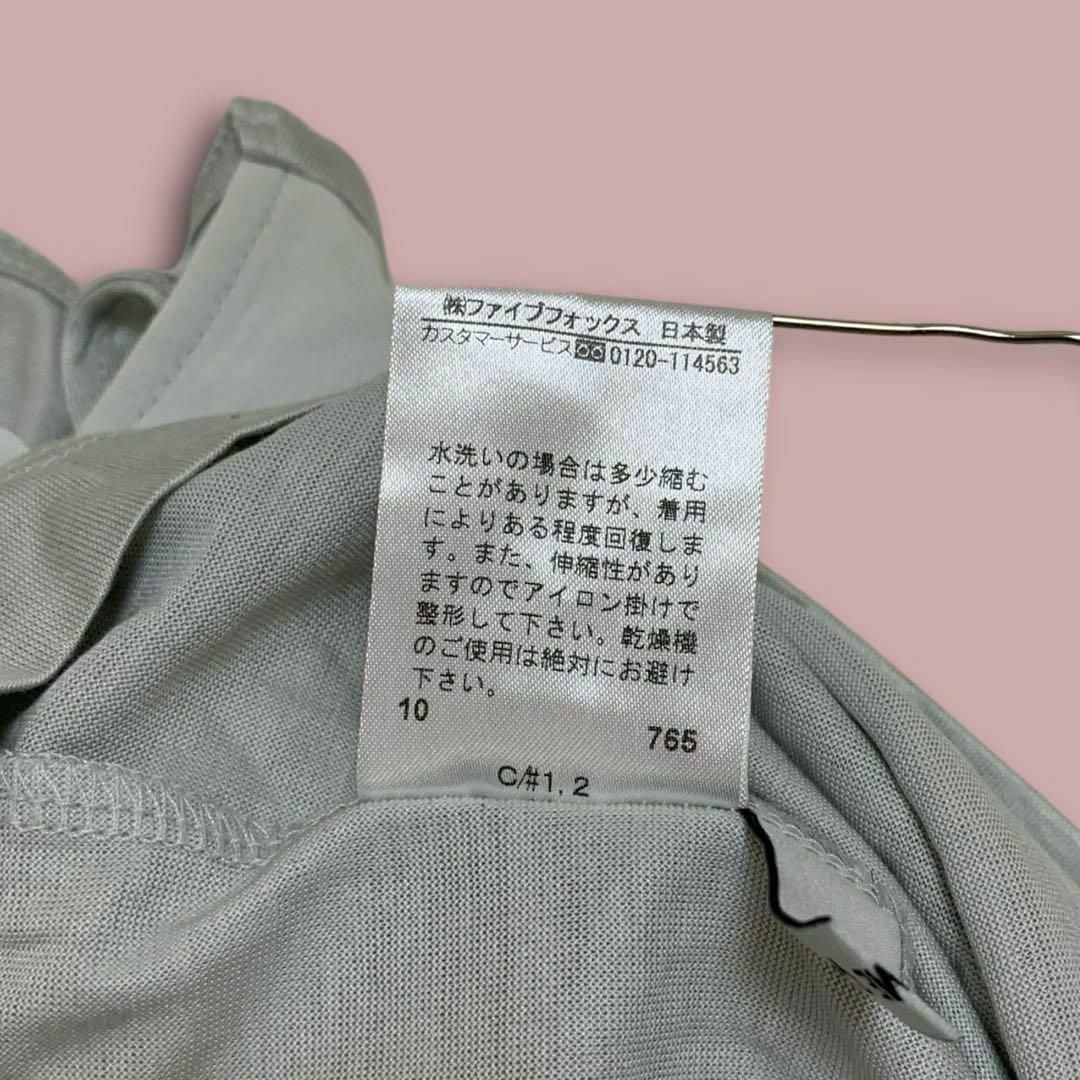 ㈱ファイブフォックス 日本製
カスタマーサービス 0120-114563
水洗いの場合は多少縮む
ことがありますが、着用
によりある程度回復しま
す。また、伸縮性があり
ますのでアイロン掛けで
整形して下さい。乾燥機
のご使用は絶対にお避け
下さい。
10 765
C/#1, 2